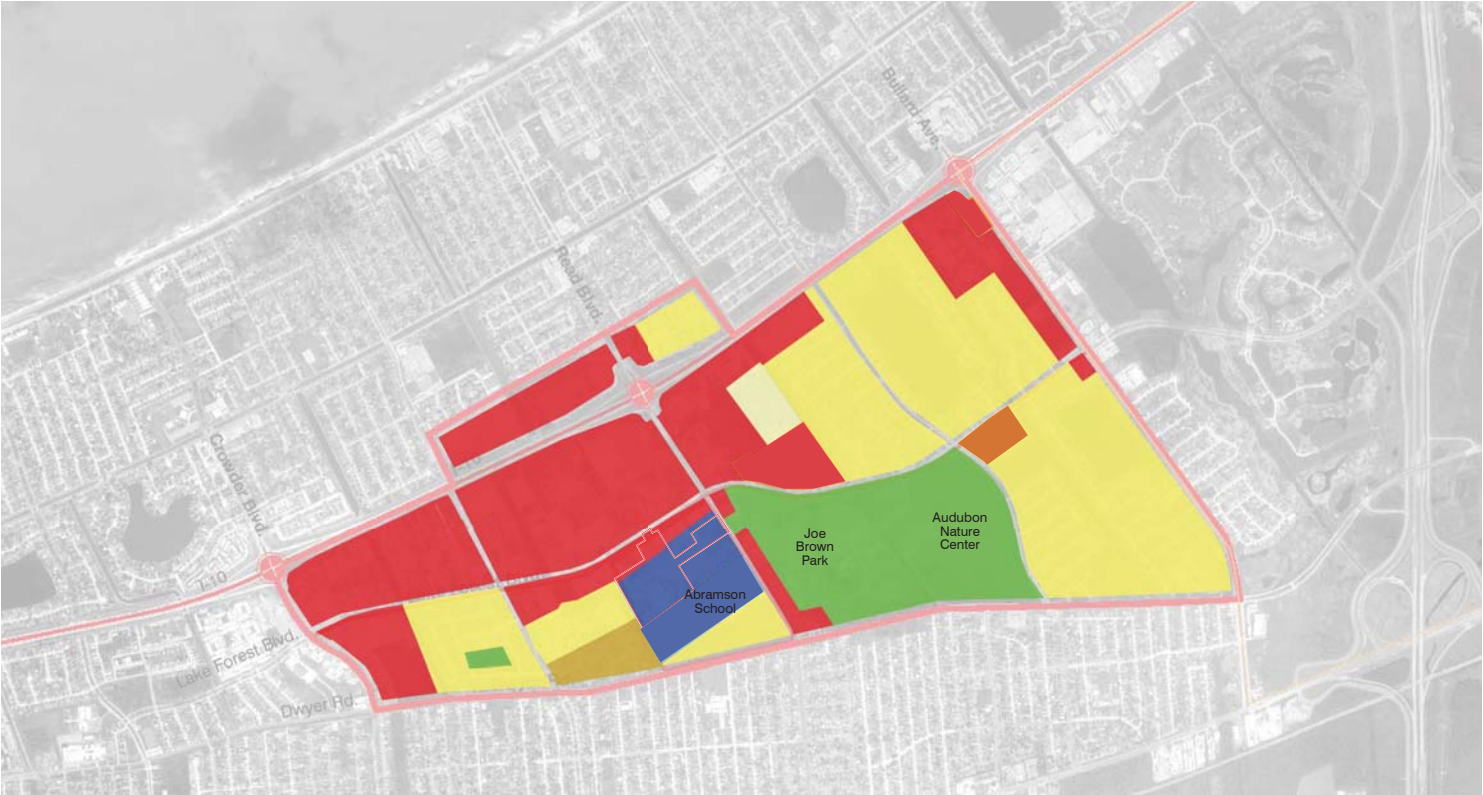 Bullard Ave.
Read Blvd.
Crowder Blvd
I-10
I-10
Joe
Brown
Park
Audubon
Nature
Center
Abramson
School
Lake Forest Blvd.
Dwyer Rd.